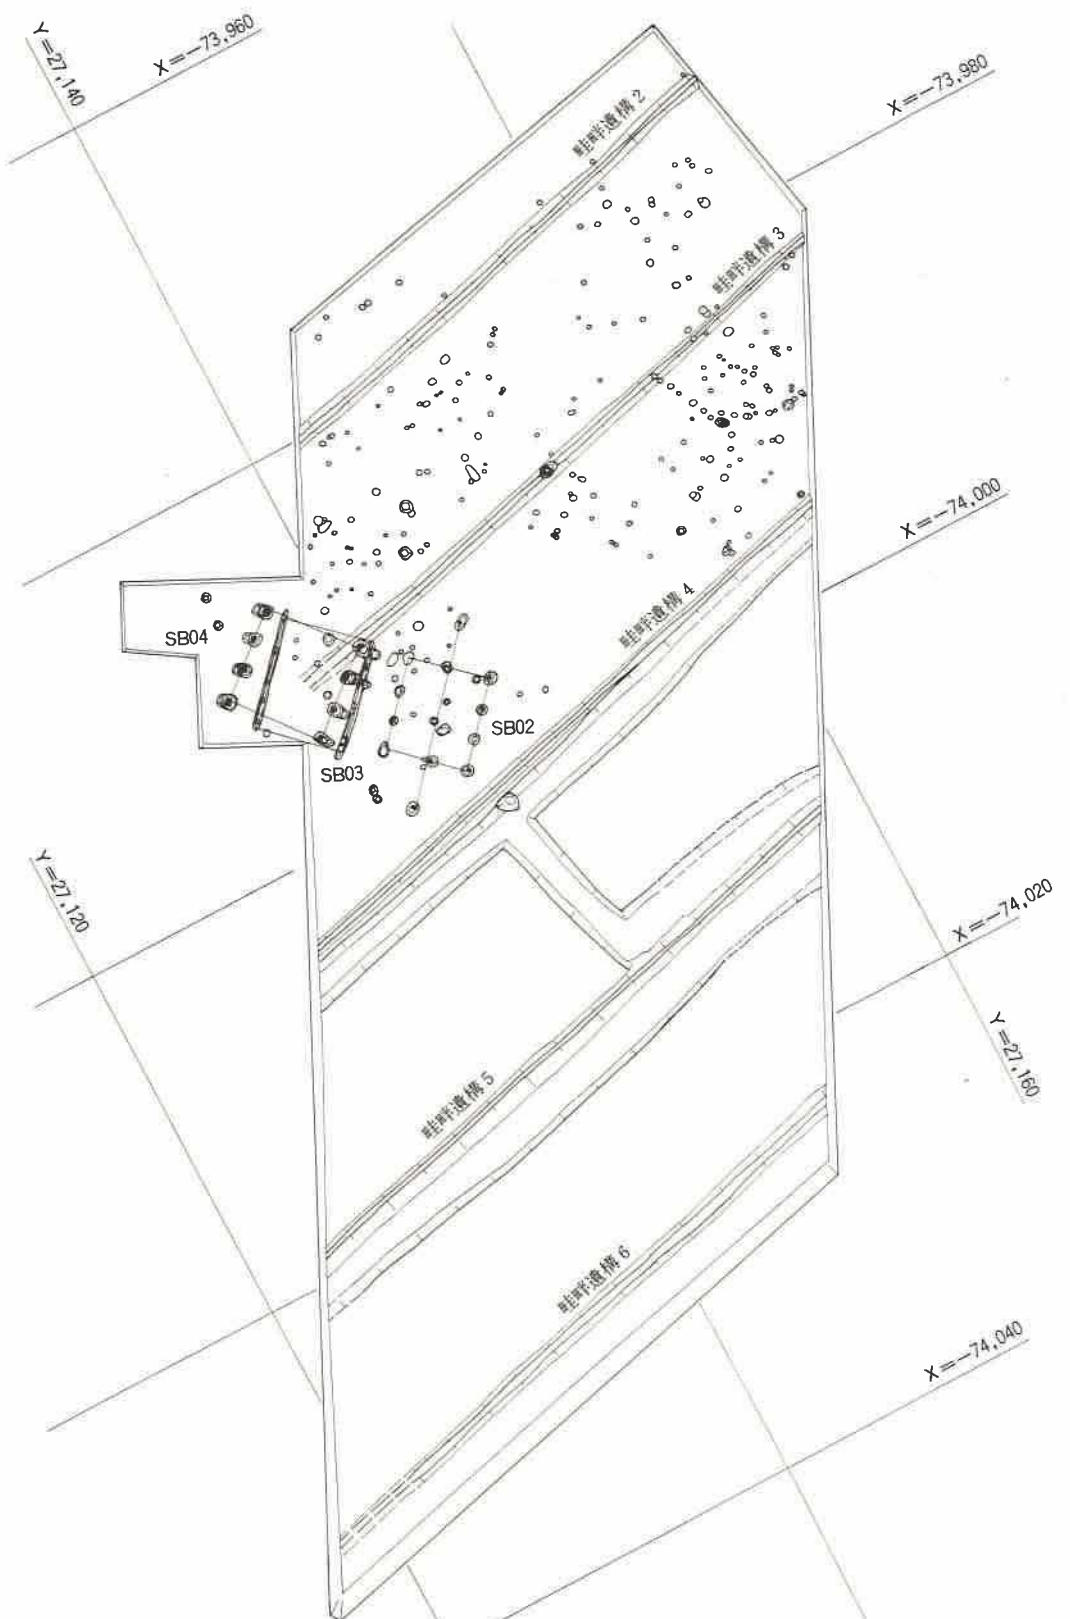 Y=27,140
X=-73,960
畦畔遺構 2
X=-73,980
畦畔遺構 3
X=-74,000
畦畔遺構 4
SB04
SB02
SB03
Y=27,120
X=-74,020
Y=27,160
畦畔遺構 5
畦畔遺構 6
X=-74,040